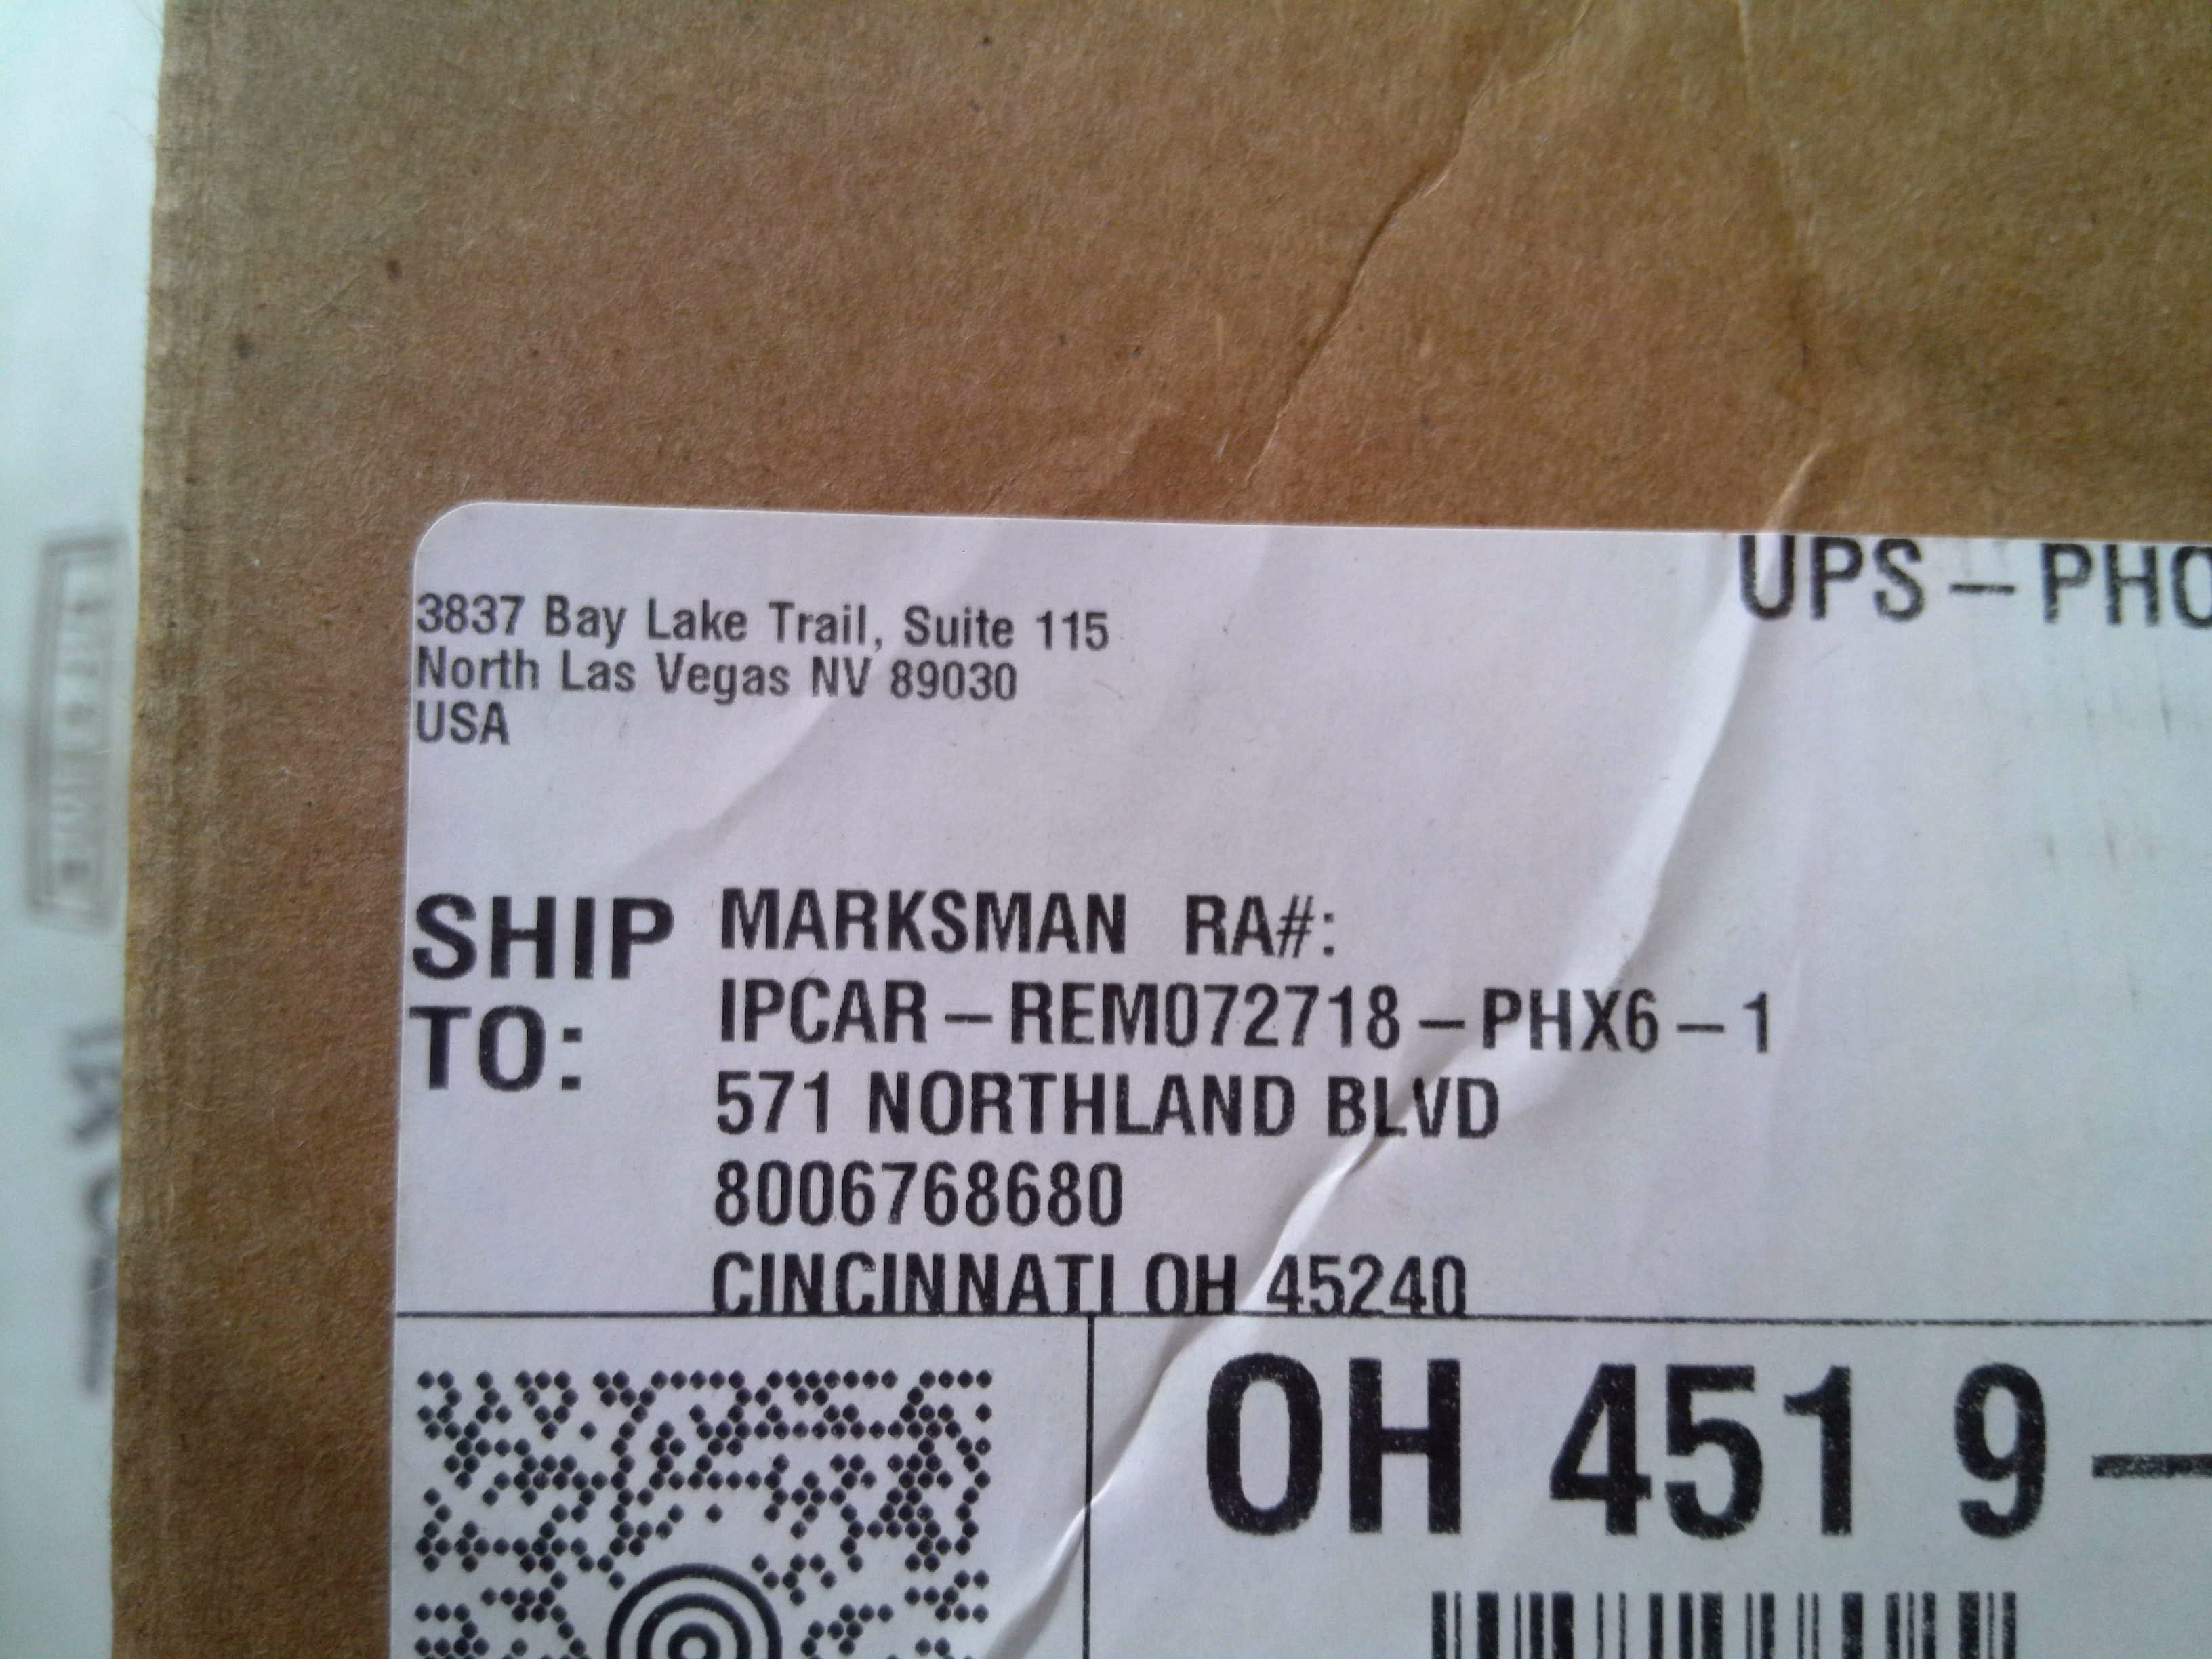 3837 Bay Lake Trail, Suite 115
North Las Vegas NV 89030
USA
UPS – PHO
SHIP TO:
MARKSMAN RA#:
IPCAR – REM072718 – PHX6 – 1
571 NORTHLAND BLVD
8006768680
CINCINNATI OH 45240
OH 451 9 –